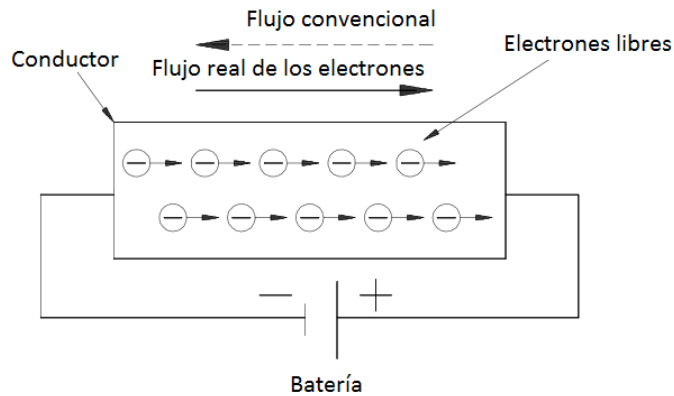 Flujo convencional
Electrones libres
Conductor
Flujo real de los electrones
− − − − −
− − − − −
− +
Batería